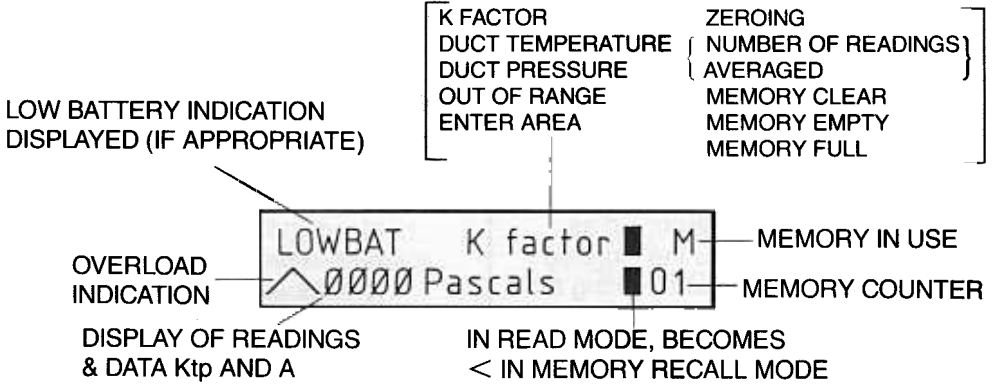 K FACTOR
DUCT TEMPERATURE
DUCT PRESSURE
OUT OF RANGE
ENTER AREA
ZEROING
NUMBER OF READINGS
AVERAGED
MEMORY CLEAR
MEMORY EMPTY
MEMORY FULL
LOW BATTERY INDICATION
DISPLAYED (IF APPROPRIATE)
LOWBAT K factor M
0000 Pascals 01
MEMORY IN USE
MEMORY COUNTER
OVERLOAD
INDICATION
DISPLAY OF READINGS
& DATA Ktp AND A
IN READ MODE, BECOMES
< IN MEMORY RECALL MODE